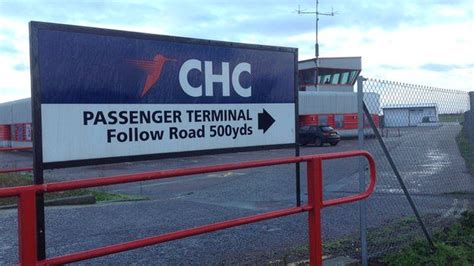 CHC
PASSENGER TERMINAL
Follow Road 500yds